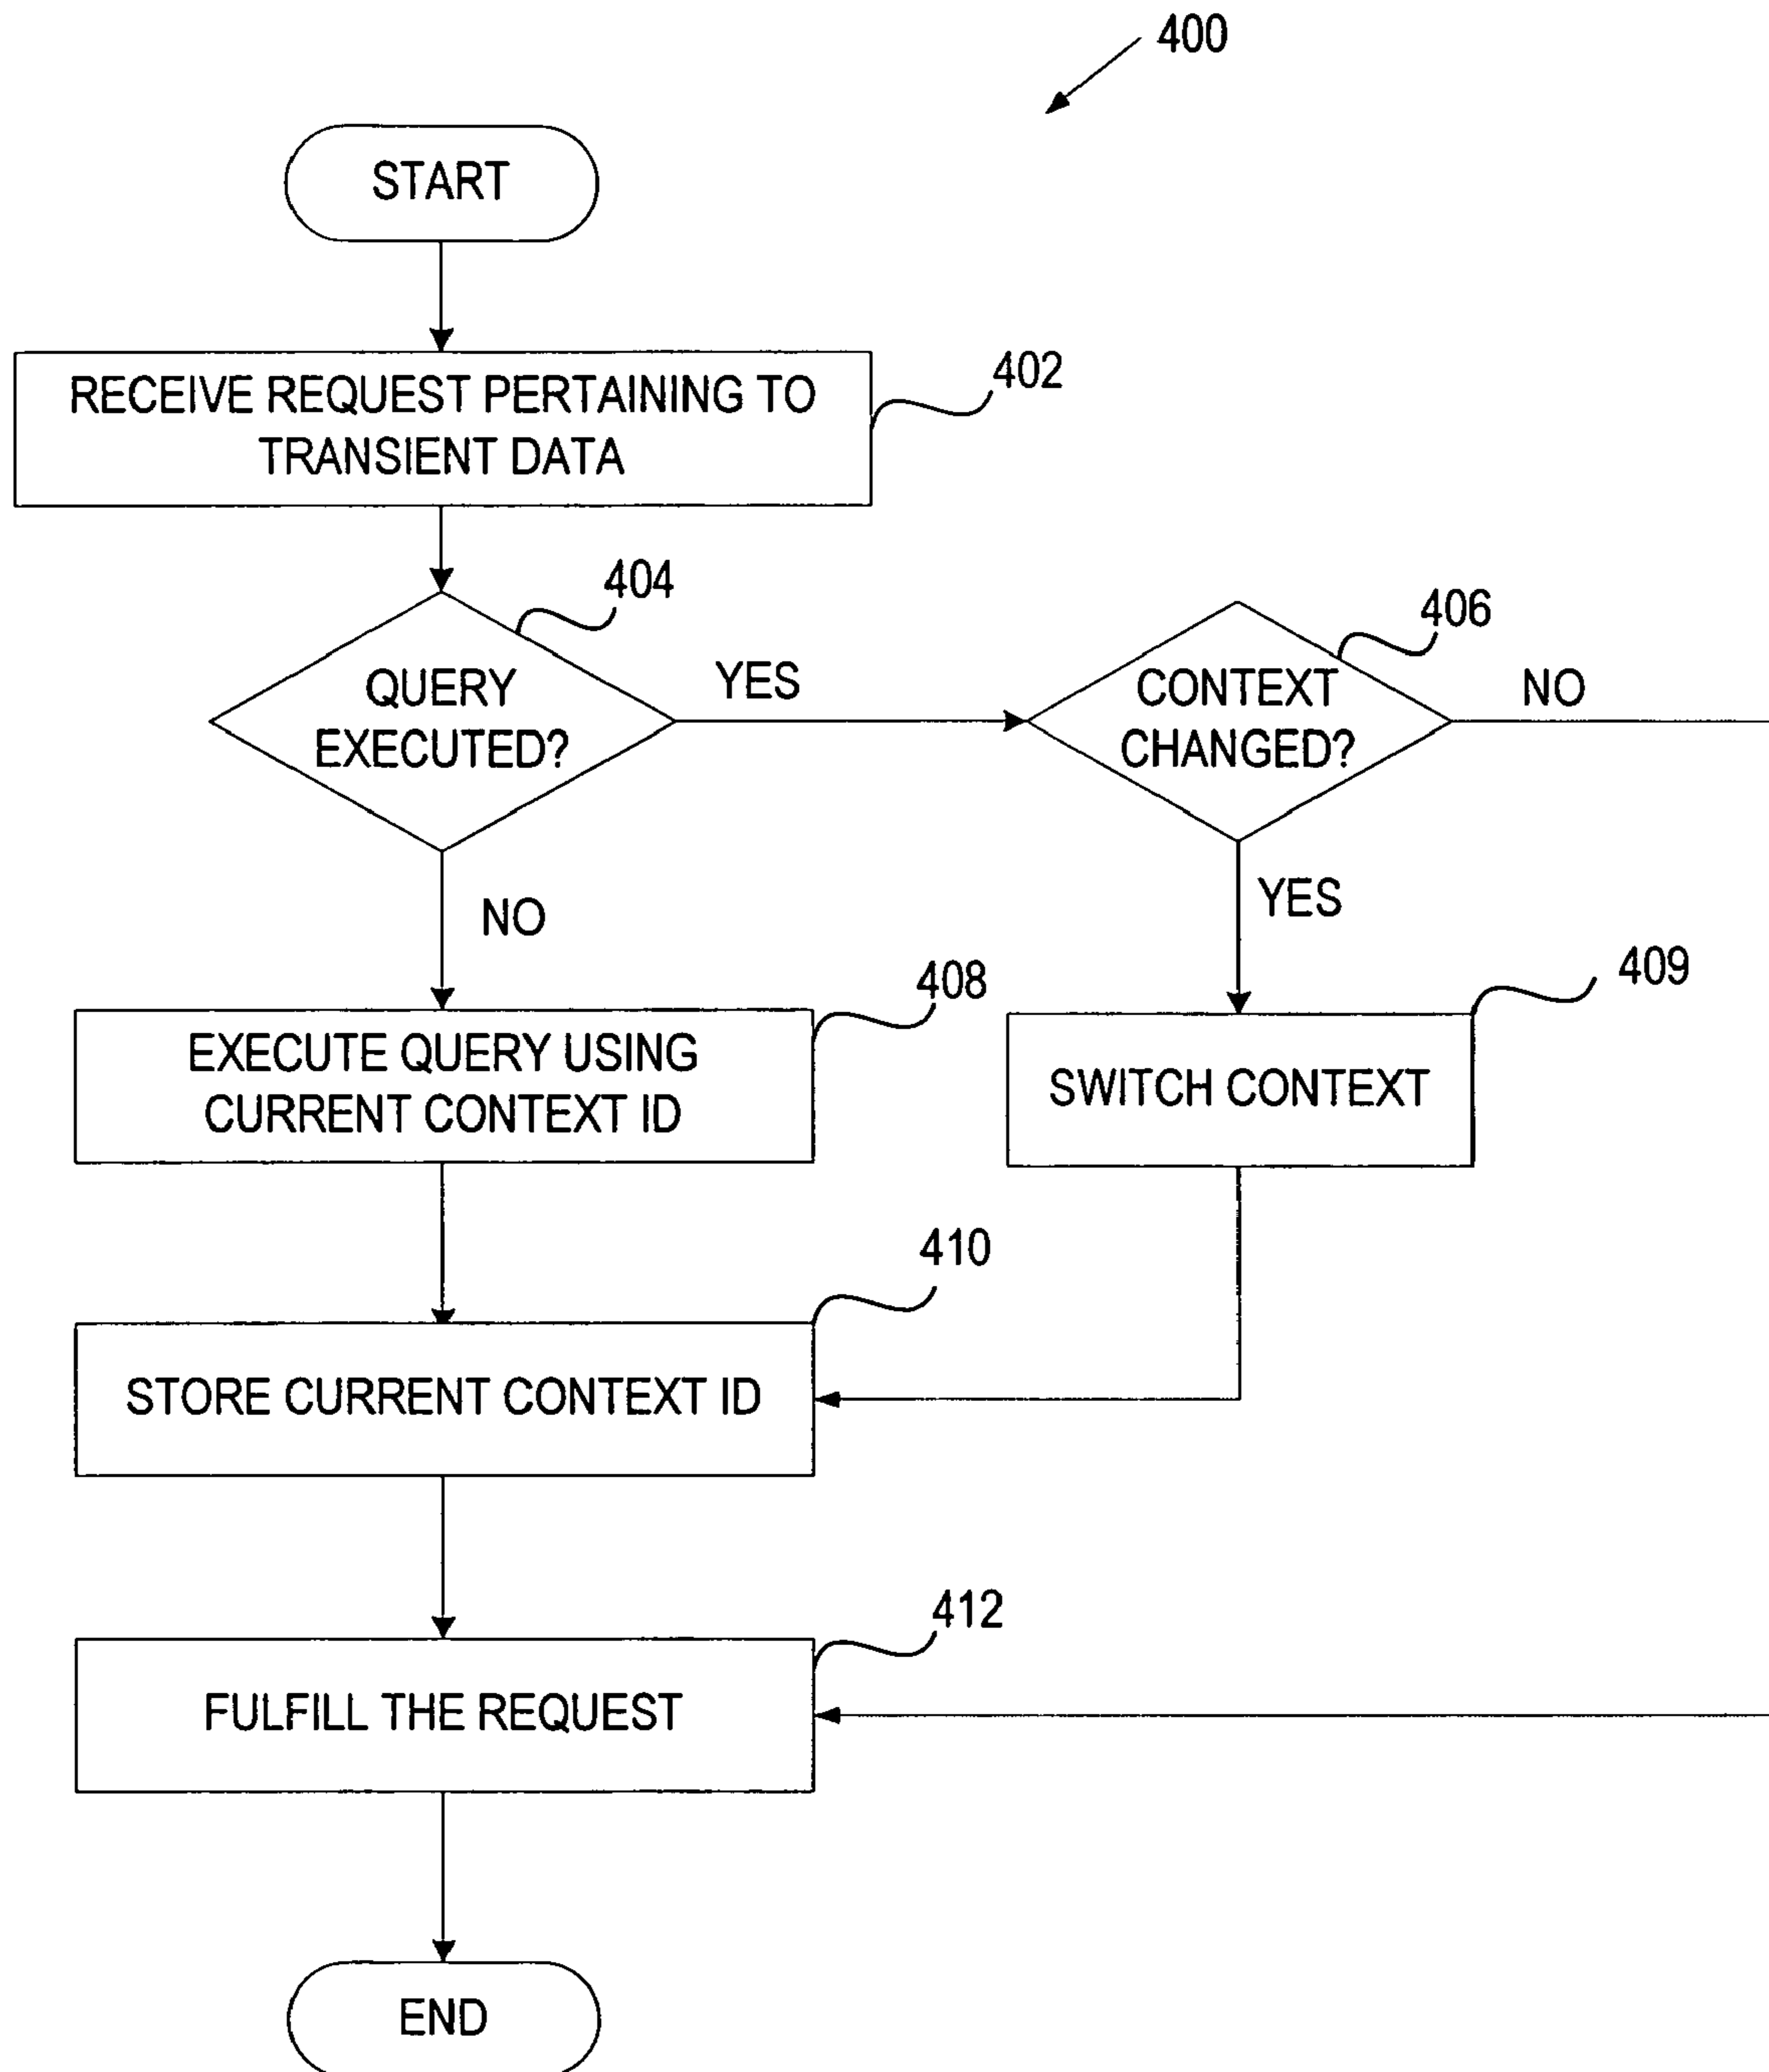 400
START
RECEIVE REQUEST PERTAINING TO
TRANSIENT DATA
402
404
QUERY
EXECUTED?
YES
406
CONTEXT
CHANGED?
NO
NO
YES
408
EXECUTE QUERY USING
CURRENT CONTEXT ID
409
SWITCH CONTEXT
410
STORE CURRENT CONTEXT ID
412
FULFILL THE REQUEST
END